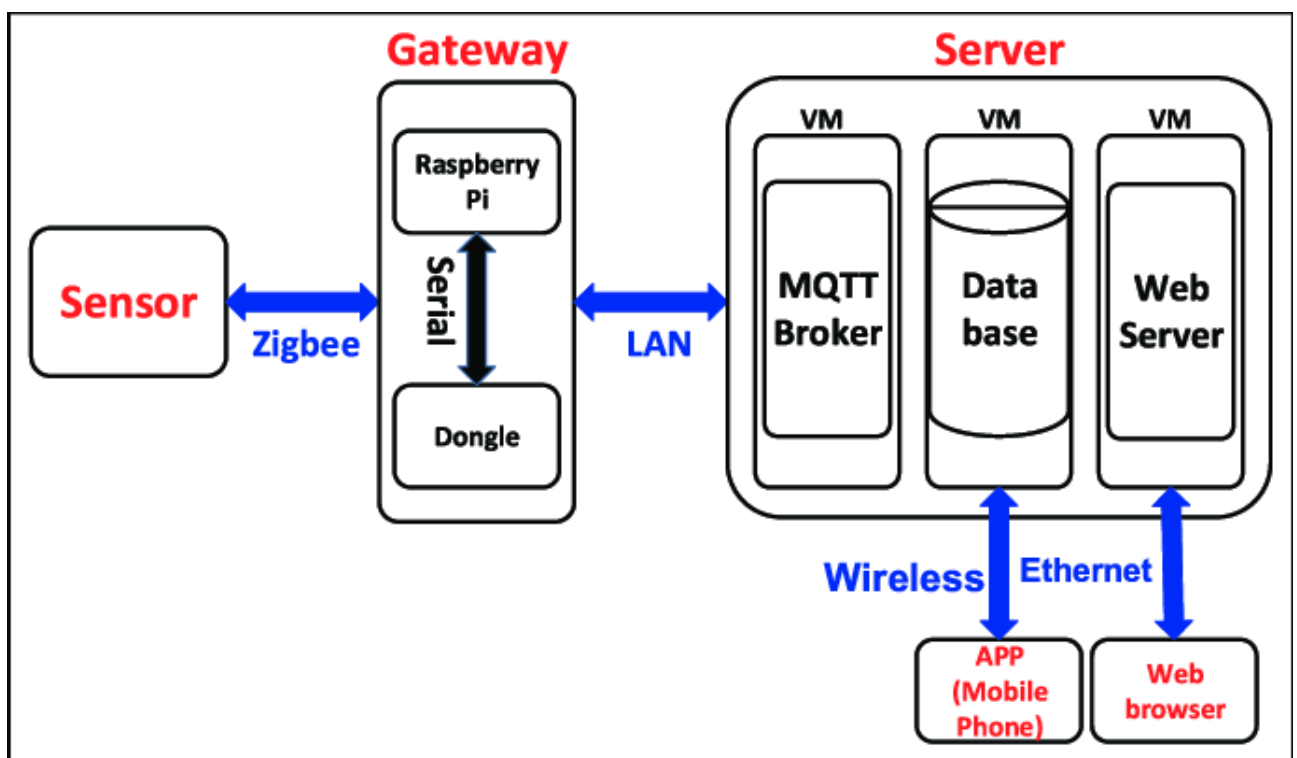 Gateway
Server
VM
VM
VM
Raspberry
Pi
Serial
Dongle
Sensor
Zigbee
LAN
MQTT
Broker
Data
base
Web
Server
Wireless
Ethernet
APP
(Mobile
Phone)
Web
browser